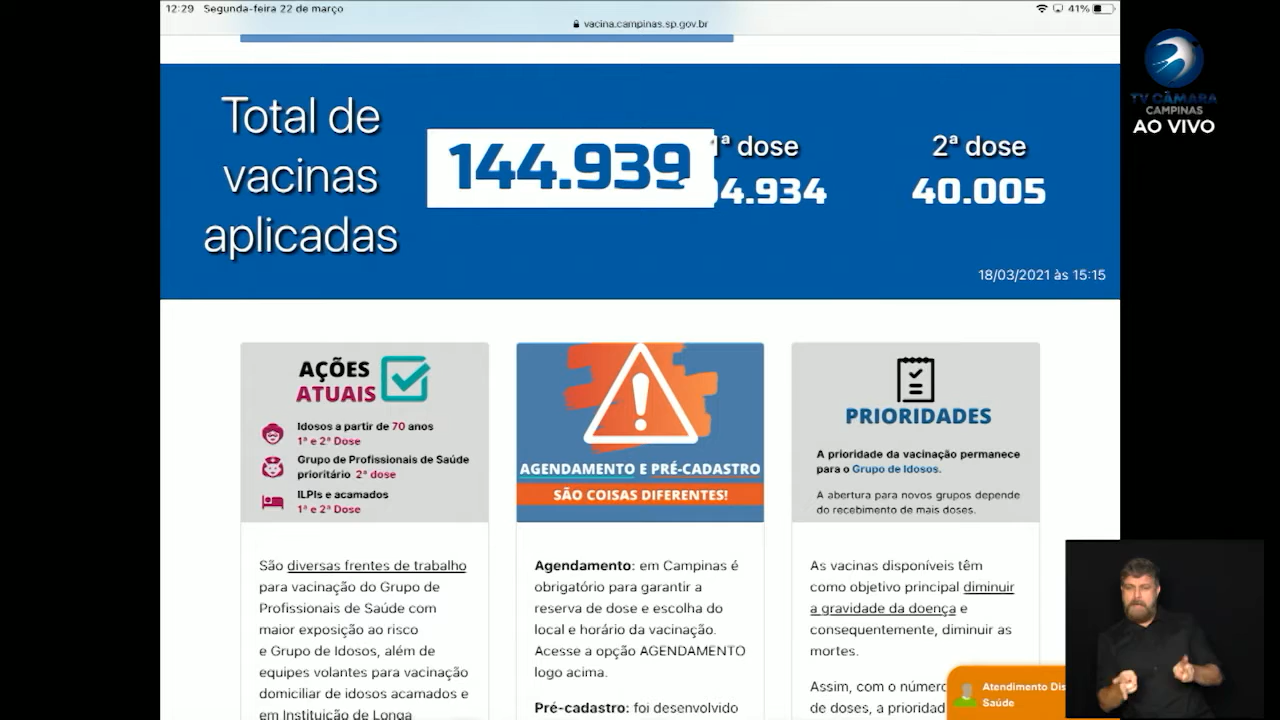 12:29 Segunda-feira 22 de março
41%
vacina.campinas.sp.gov.br
TV CÂMARA
CAMPINAS
AO VIVO
Total de
vacinas
aplicadas
144.939
1ª dose
4.934
2ª dose
40.005
18/03/2021 às 15:15
AÇÕES
ATUAIS
Idosos a partir de 70 anos
1ª e 2ª Dose
Grupo de Profissionais de Saúde
prioritário 2ª dose
ILPIs e acamados
1ª e 2ª Dose
São diversas frentes de trabalho
para vacinação do Grupo de
Profissionais de Saúde com
maior exposição ao risco
e Grupo de Idosos, além de
equipes volantes para vacinação
domiciliar de idosos acamados e
em Instituição de Longa
AGENDAMENTO E PRÉ-CADASTRO
SÃO COISAS DIFERENTES!
Agendamento: em Campinas é
obrigatório para garantir a
reserva de dose e escolha do
local e horário da vacinação.
Acesse a opção AGENDAMENTO
logo acima.
Pré-cadastro: foi desenvolvido
PRIORIDADES
A prioridade da vacinação permanece
para o Grupo de Idosos.
A abertura para novos grupos depende
do recebimento de mais doses.
As vacinas disponíveis têm
como objetivo principal diminuir
a gravidade da doença e
consequentemente, diminuir as
mortes.
Assim, com o número
de doses, a prioridad
Atendimento Dis
Saúde